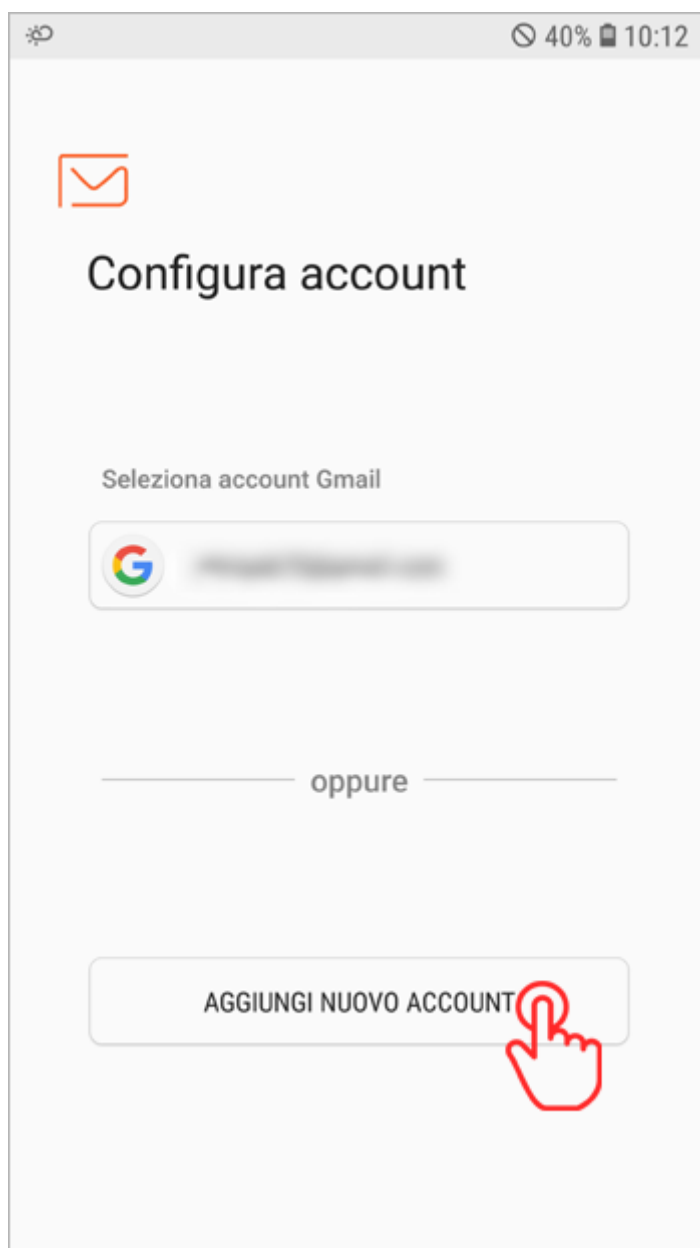 40% 10:12
Configura account
Seleziona account Gmail
oppure
AGGIUNGI NUOVO ACCOUNT